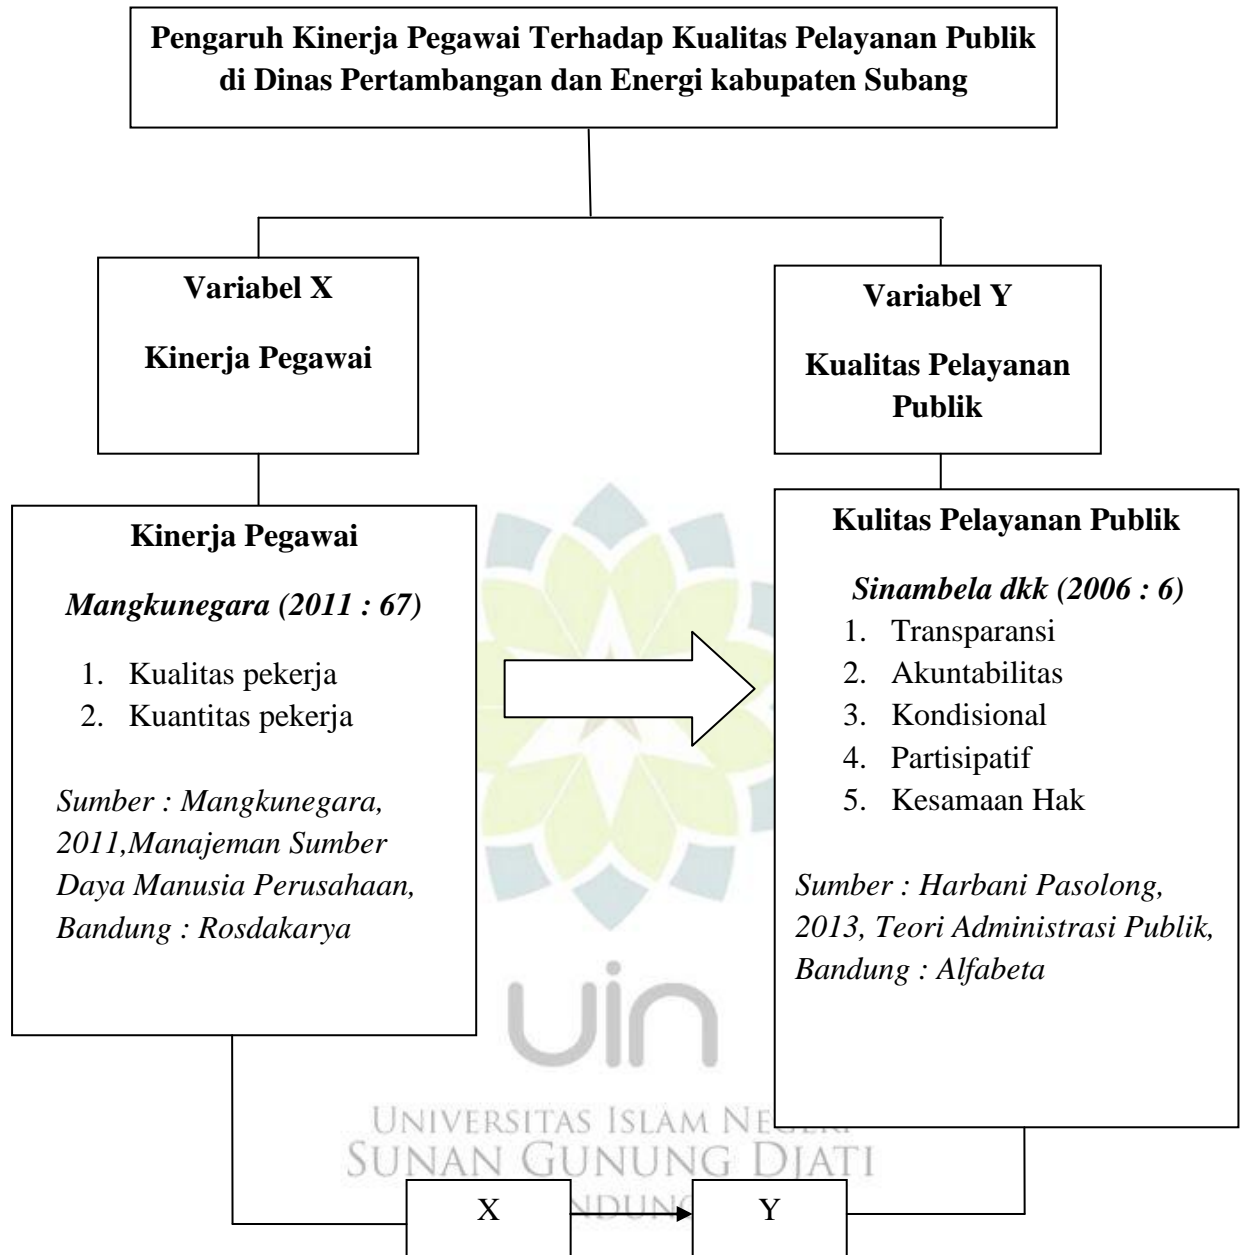 Pengaruh Kinerja Pegawai Terhadap Kualitas Pelayanan Publik
di Dinas Pertambangan dan Energi kabupaten Subang
Variabel X
Kinerja Pegawai
Variabel Y
Kualitas Pelayanan
Publik
Kinerja Pegawai
Mangkunegara (2011 : 67)
1. Kualitas pekerja
2. Kuantitas pekerja
Sumber : Mangkunegara,
2011,Manajeman Sumber
Daya Manusia Perusahaan,
Bandung : Rosdakarya
Kulitas Pelayanan Publik
Sinambela dkk (2006 : 6)
1. Transparansi
2. Akuntabilitas
3. Kondisional
4. Partisipatif
5. Kesamaan Hak
Sumber : Harbani Pasolong,
2013, Teori Administrasi Publik,
Bandung : Alfabeta
uin
UNIVERSITAS ISLAM
SUNAN GUNUNG DJATI
X
Y